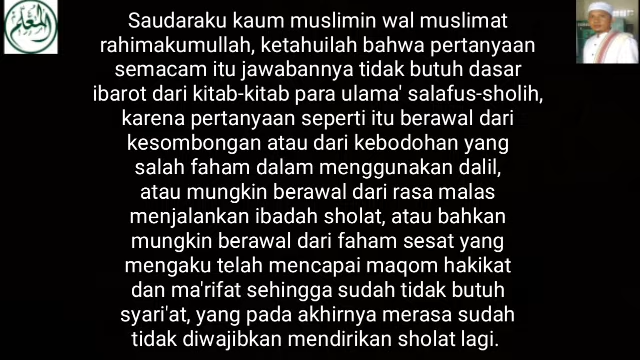 Saudaraku kaum muslimin wal muslimat
rahimakumullah, ketahuilah bahwa pertanyaan
semacam itu jawabannya tidak butuh dasar
ibarot dari kitab-kitab para ulama' salafus-sholih,
karena pertanyaan seperti itu berawal dari
kesombongan atau dari kebodohan yang
salah faham dalam menggunakan dalil,
atau mungkin berawal dari rasa malas
menjalankan ibadah sholat, atau bahkan
mungkin berawal dari faham sesat yang
mengaku telah mencapai maqom hakikat
dan ma'rifat sehingga sudah tidak butuh
syari'at, yang pada akhirnya merasa sudah
tidak diwajibkan mendirikan sholat lagi.